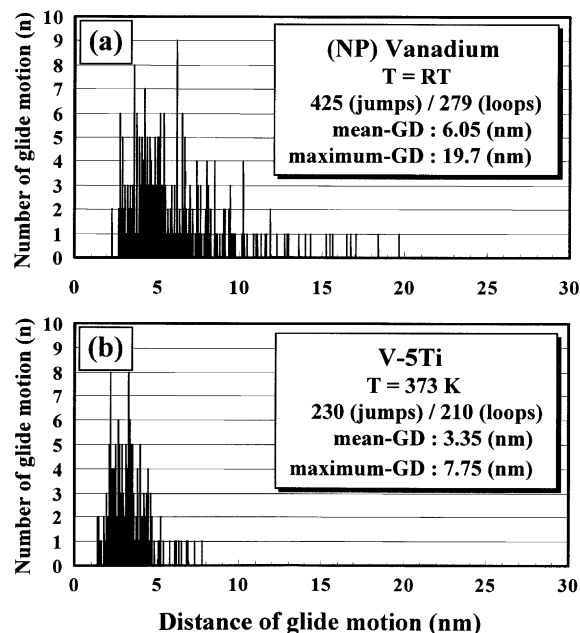 10
9
8
7
6
5
4
3
2
1
0
Number of glide motion (n)
(a)
(NP) Vanadium
T = RT
425 (jumps) / 279 (loops)
mean-GD : 6.05 (nm)
maximum-GD : 19.7 (nm)
0 5 10 15 20 25 30
10
9
8
7
6
5
4
3
2
1
0
Number of glide motion (n)
(b)
V-5Ti
T = 373 K
230 (jumps) / 210 (loops)
mean-GD : 3.35 (nm)
maximum-GD : 7.75 (nm)
0 5 10 15 20 25 30
Distance of glide motion (nm)